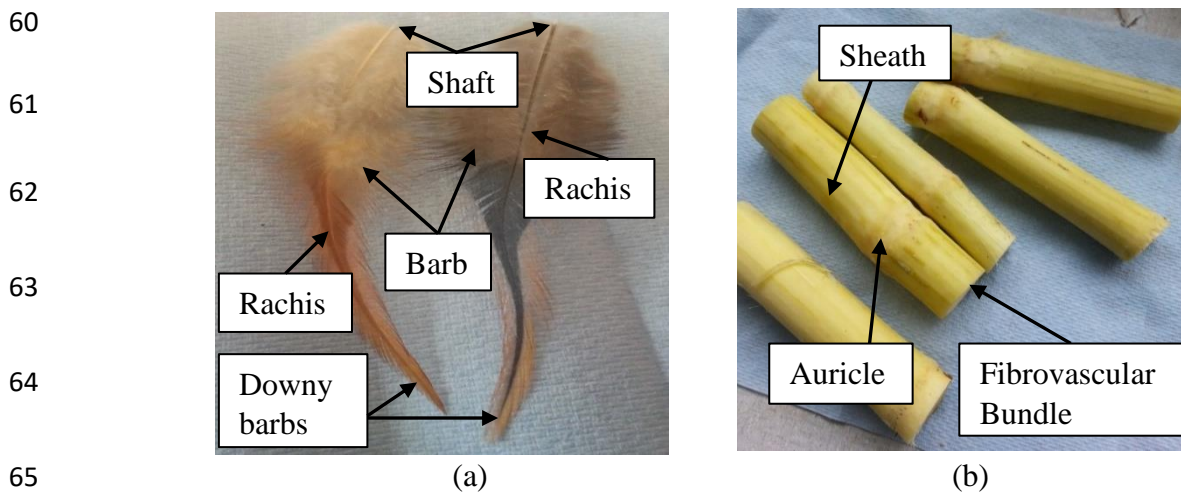 60
Shaft
Sheath
61
Rachis
62
Barb
63
Rachis
64
Downy
barbs
Auricle
Fibrovascular
Bundle
65
(a)
(b)